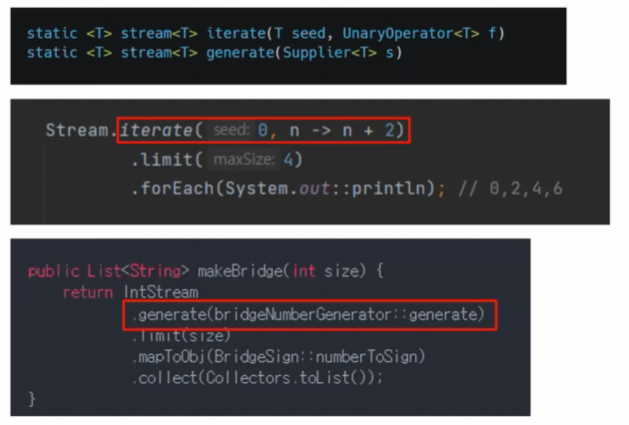 static <T> stream<T> iterate(T seed, UnaryOperator<T> f)
static <T> stream<T> generate(Supplier<T> s)
Stream.iterate( seed: 0, n -> n + 2)
.limit( maxSize: 4)
.forEach(System.out::println); // 0,2,4,6
public List<String> makeBridge(int size) {
return IntStream
.generate(bridgeNumberGenerator::generate)
.limit(size)
.mapToObj(BridgeSign::numberToSign)
.collect(Collectors.toList());
}